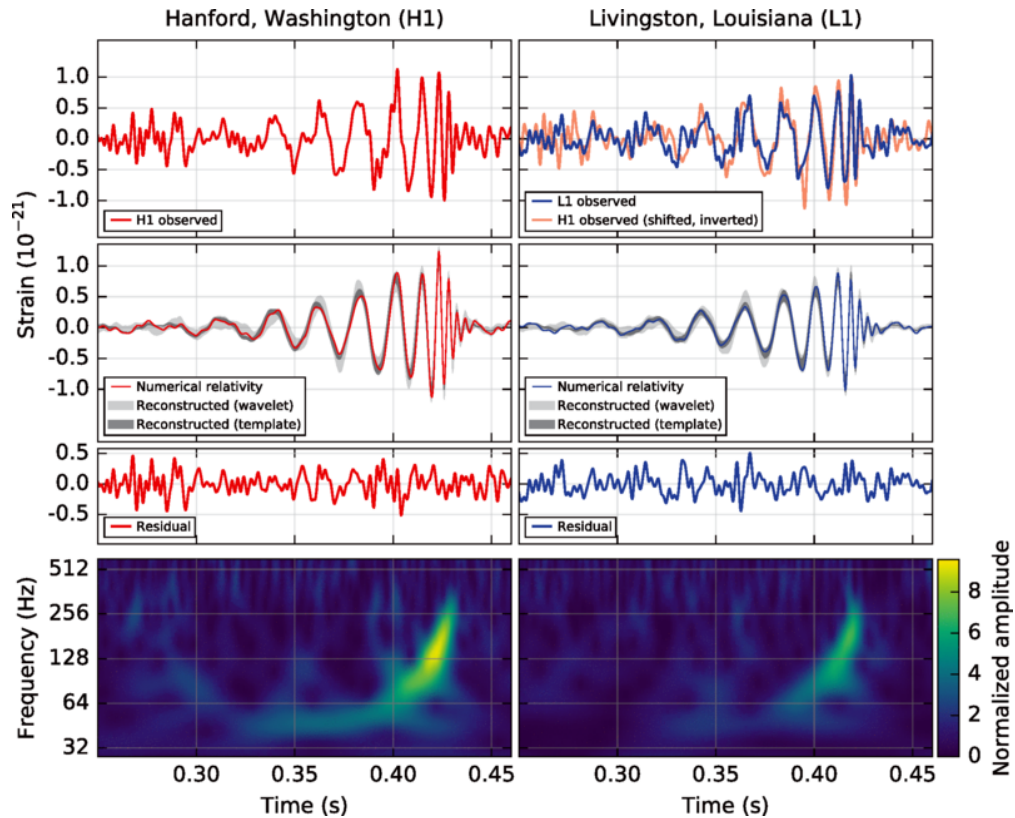 Hanford, Washington (H1)
Livingston, Louisiana (L1)
Strain (10⁻²¹)
1.0
0.5
0.0
-0.5
-1.0
H1 observed
L1 observed
H1 observed (shifted, inverted)
1.0
0.5
0.0
-0.5
-1.0
Numerical relativity
Reconstructed (wavelet)
Reconstructed (template)
Numerical relativity
Reconstructed (wavelet)
Reconstructed (template)
0.5
0.0
-0.5
Residual
Residual
Frequency (Hz)
512
256
128
64
32
Normalized amplitude
8
6
4
2
0
0.30 0.35 0.40 0.45
0.30 0.35 0.40 0.45
Time (s)
Time (s)